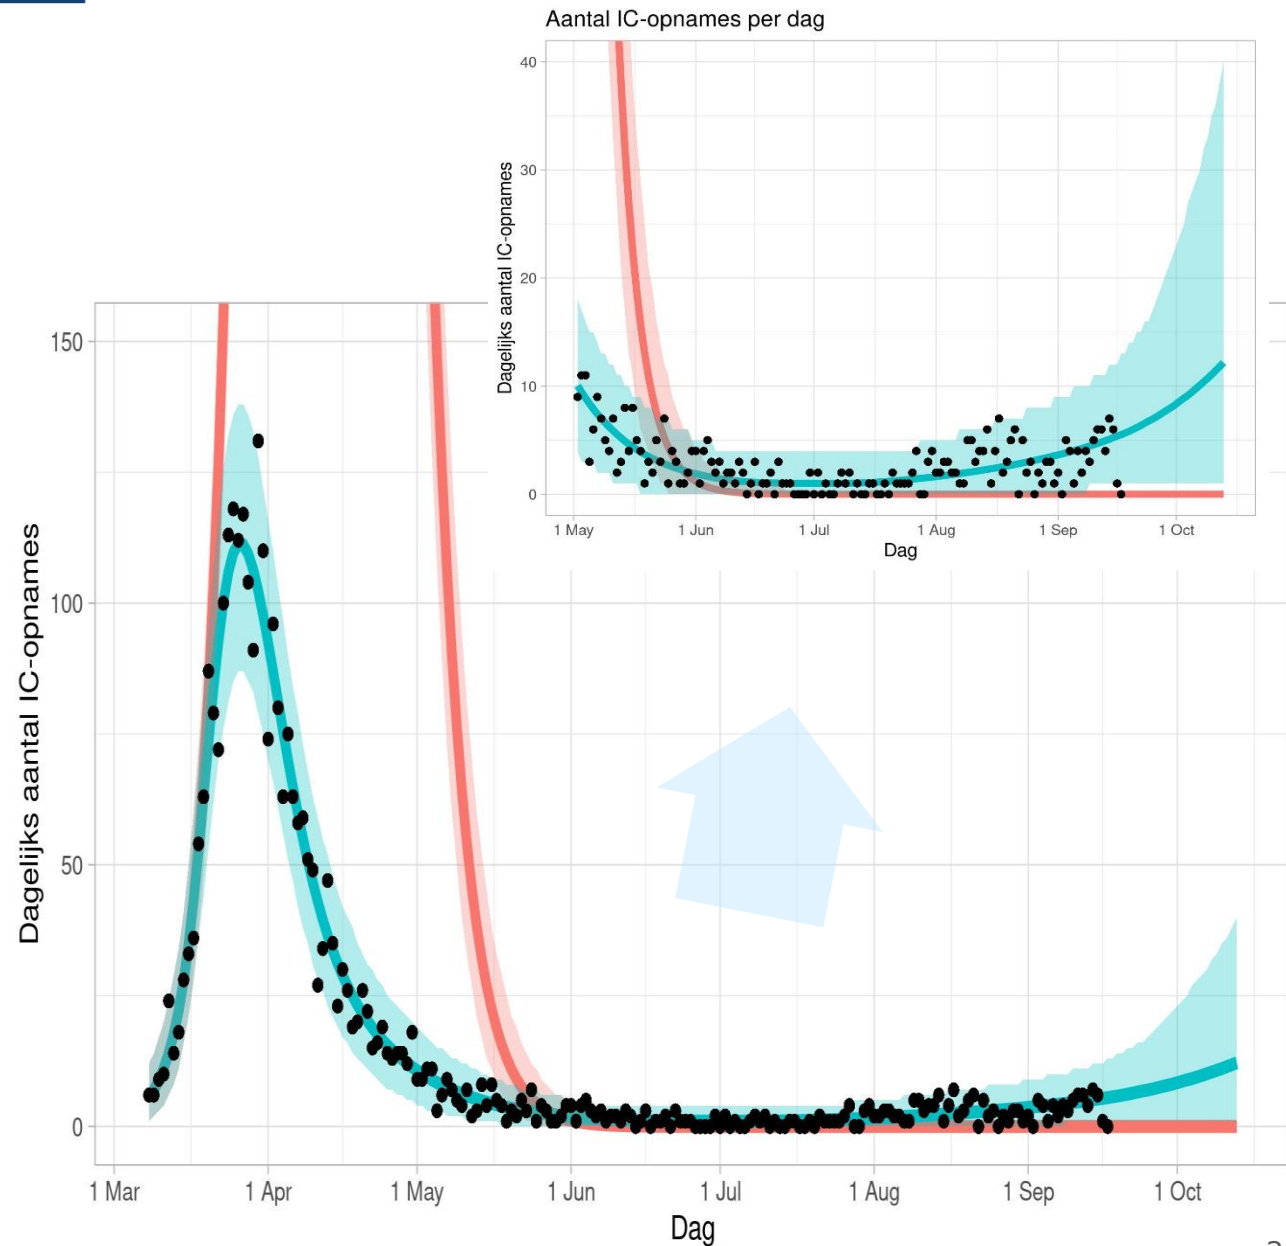 Aantal IC-opnames per dag
40
30
20
10
0
Dagelijks aantal IC-opnames
1 May 1 Jun 1 Jul 1 Aug 1 Sep 1 Oct
Dag
150
100
50
0
Dagelijks aantal IC-opnames
1 Mar 1 Apr 1 May 1 Jun 1 Jul 1 Aug 1 Sep 1 Oct
Dag